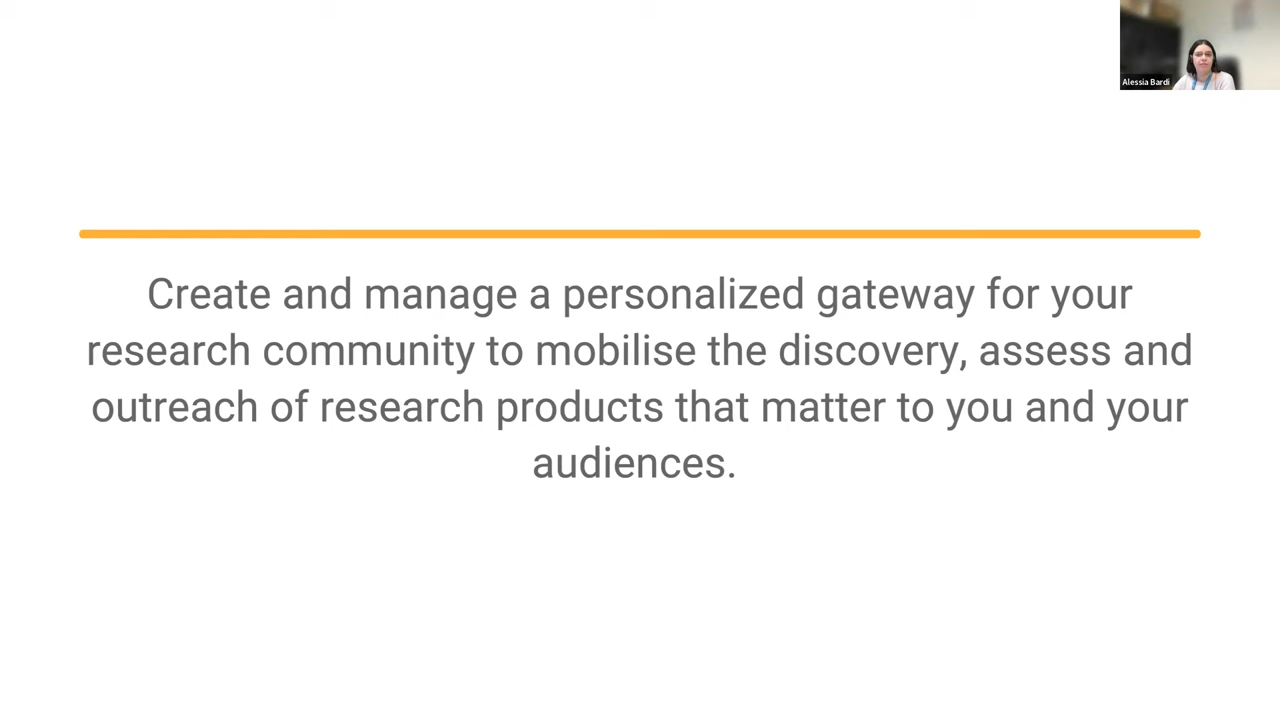 Alessia Bardi
Create and manage a personalized gateway for your
research community to mobilise the discovery, assess and
outreach of research products that matter to you and your
audiences.